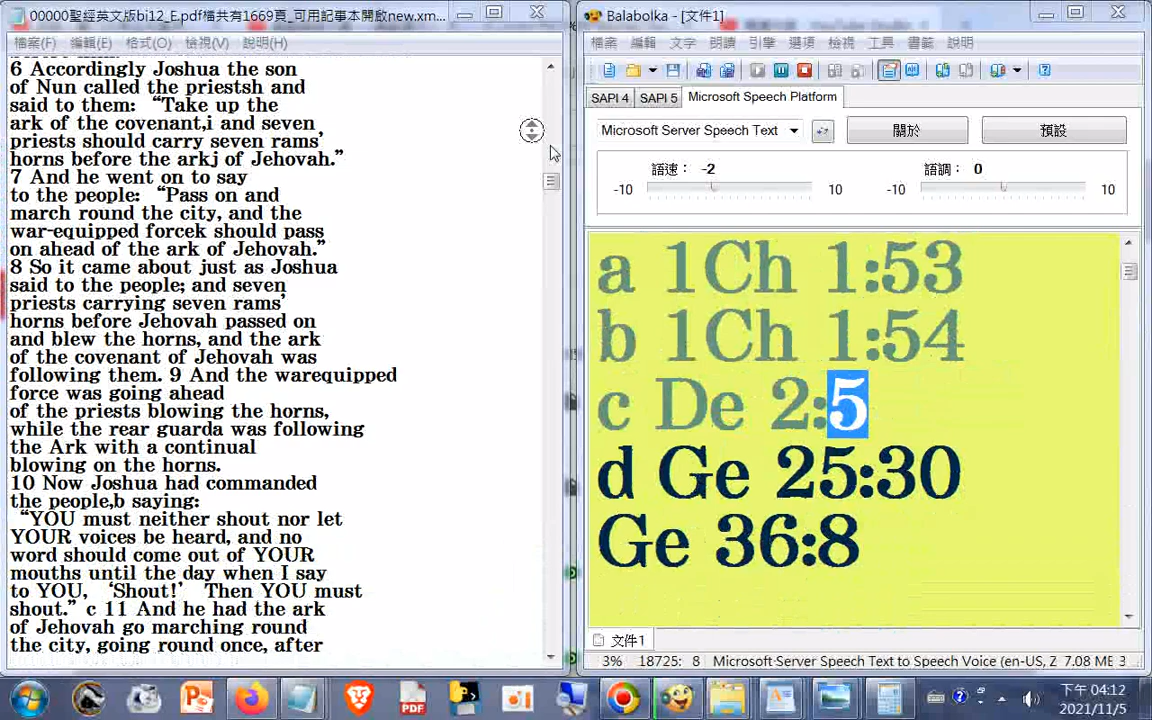 00000聖經英文版bi12_E.pdf檔共有1669頁_可用記事本開啟new.xm...
檔案(F) 編輯(E) 格式(O) 檢視(V) 說明(H)
6 Accordingly Joshua the son
of Nun called the priestsh and
said to them: “Take up the
ark of the covenant,i and seven
priests should carry seven rams’
horns before the arkj of Jehovah.”
7 And he went on to say
to the people: “Pass on and
march round the city, and the
war-equipped forcek should pass
on ahead of the ark of Jehovah.”
8 So it came about just as Joshua
said to the people; and seven
priests carrying seven rams’
horns before Jehovah passed on
and blew the horns, and the ark
of the covenant of Jehovah was
following them. 9 And the warequipped
force was going ahead
of the priests blowing the horns,
while the rear guarda was following
the Ark with a continual
blowing on the horns.
10 Now Joshua had commanded
the people,b saying:
“YOU must neither shout nor let
YOUR voices be heard, and no
word should come out of YOUR
mouths until the day when I say
to YOU, ‘Shout!’ Then YOU must
shout.” c 11 And he had the ark
of Jehovah go marching round
the city, going round once, after
Balabolka - [文件1]
檔案 編輯 文字 朗讀 引擎 選項 檢視 工具 書籤 說明
SAPI 4 SAPI 5 Microsoft Speech Platform
Microsoft Server Speech Text 關於 預設
語速: -2 語調: 0
-10 10 -10 10
a 1Ch 1:53
b 1Ch 1:54
c De 2:5
d Ge 25:30
Ge 36:8
文件1
3% 18725: 8 Microsoft Server Speech Text to Speech Voice (en-US, Z 7.08 ME 3
PDF
下午 04:12
2021/11/5